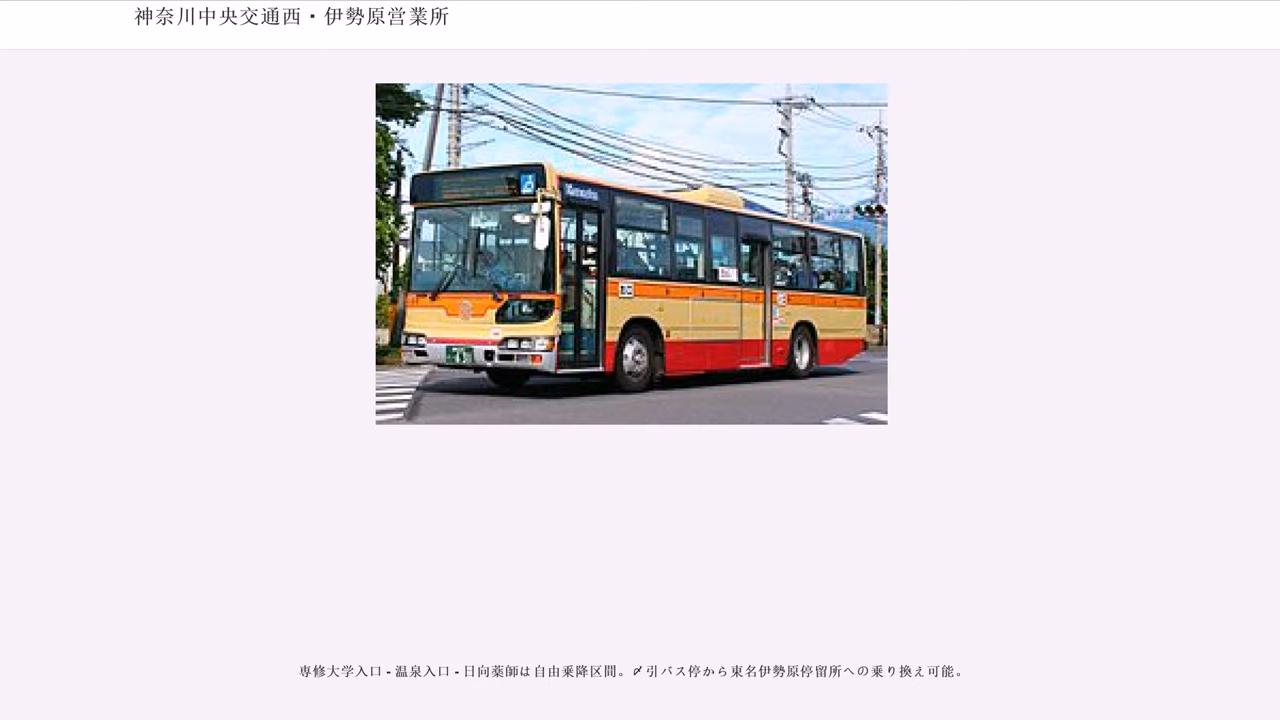 神奈川中央交通西・伊勢原営業所
専修大学入口 - 温泉入口 - 日向薬師は自由乗降区間。〆引バス停から東名伊勢原停留所への乗り換え可能。